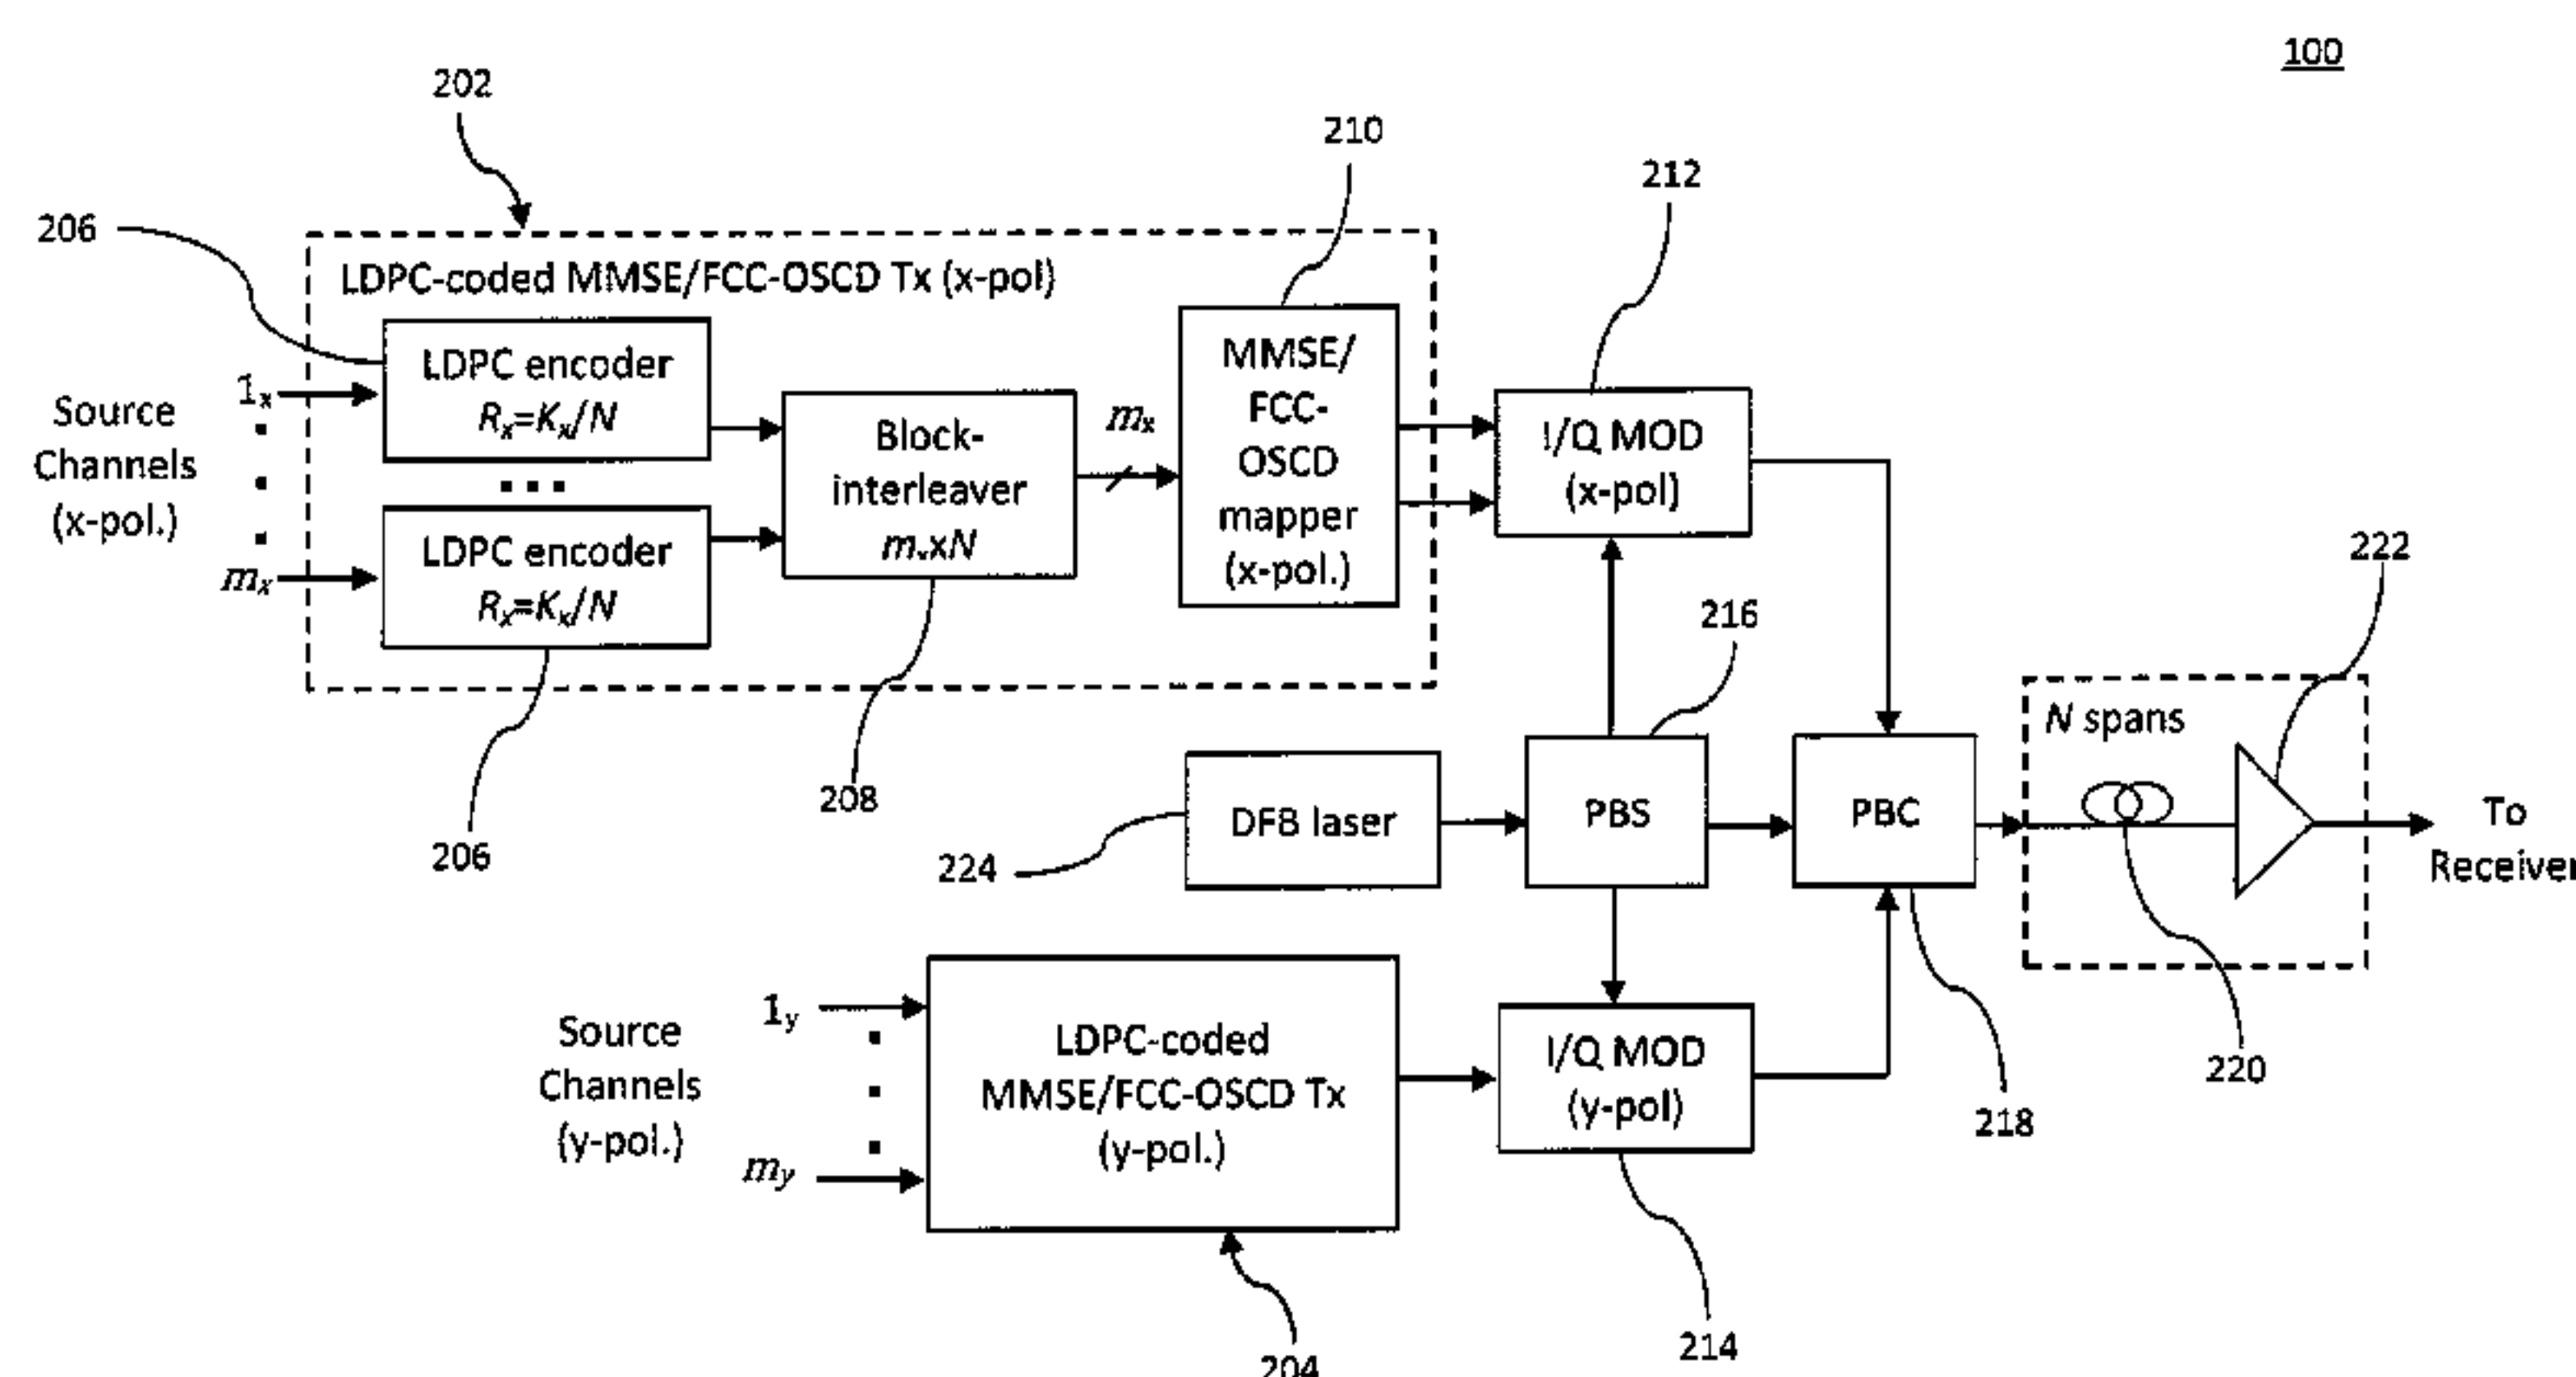 100
202
210
212
206
LDPC-coded MMSE/FCC-OSCD Tx (x-pol)
Source
Channels
(x-pol.)
1x
mx
LDPC encoder
Rx=Kx/N
LDPC encoder
Rx=Kx/N
Block-
interleaver
m.xN
mx
MMSE/
FCC-
OSCD
mapper
(x-pol.)
I/Q MOD
(x-pol)
222
216
206
208
224
DFB laser
PBS
PBC
N spans
To
Receiver
220
218
Source
Channels
(y-pol.)
1y
my
LDPC-coded
MMSE/FCC-OSCD Tx
(y-pol.)
I/Q MOD
(y-pol)
214
204